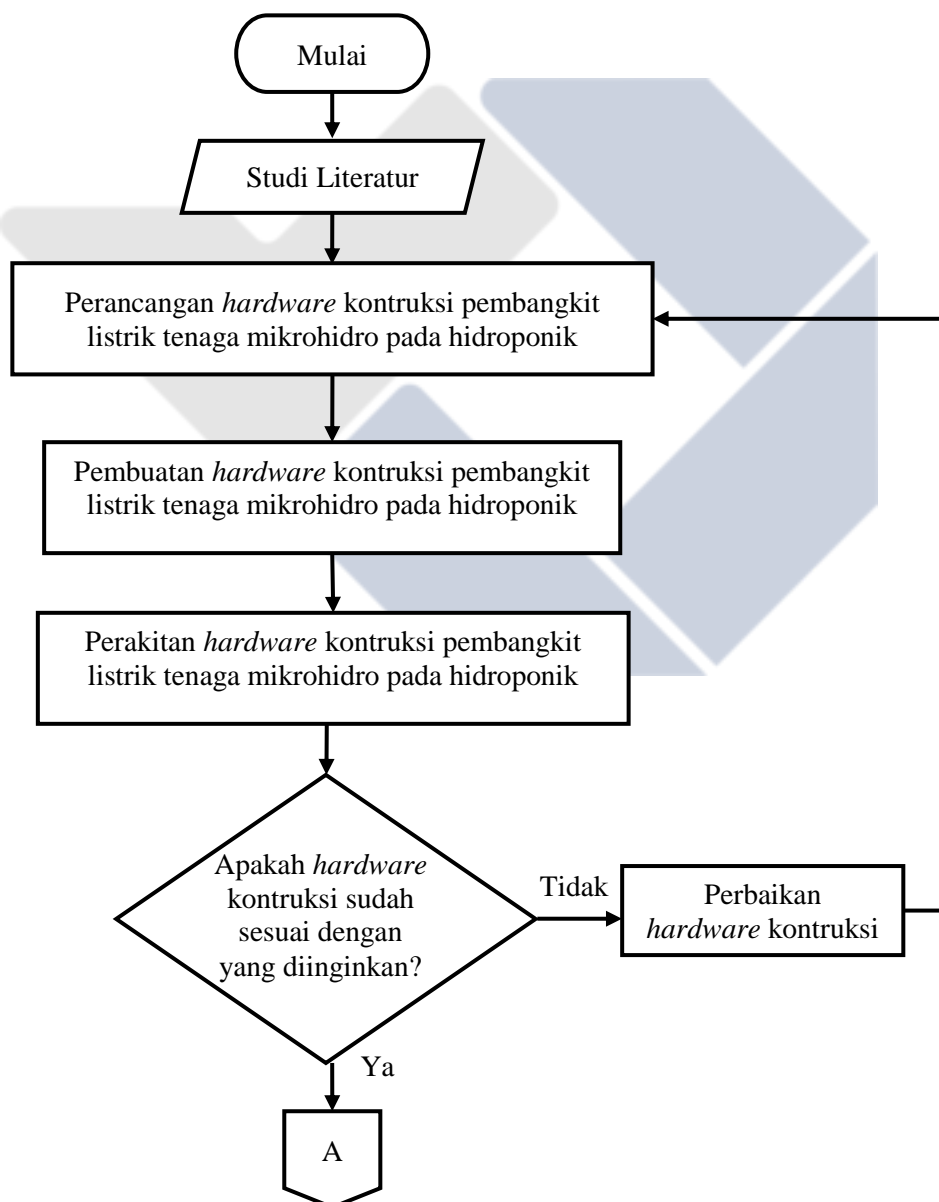 Mulai
Studi Literatur
Perancangan hardware kontruksi pembangkit
listrik tenaga mikrohidro pada hidroponik
Pembuatan hardware kontruksi pembangkit
listrik tenaga mikrohidro pada hidroponik
Perakitan hardware kontruksi pembangkit
listrik tenaga mikrohidro pada hidroponik
Apakah hardware
kontruksi sudah
sesuai dengan
yang diinginkan?
Tidak
Perbaikan
hardware kontruksi
Ya
A